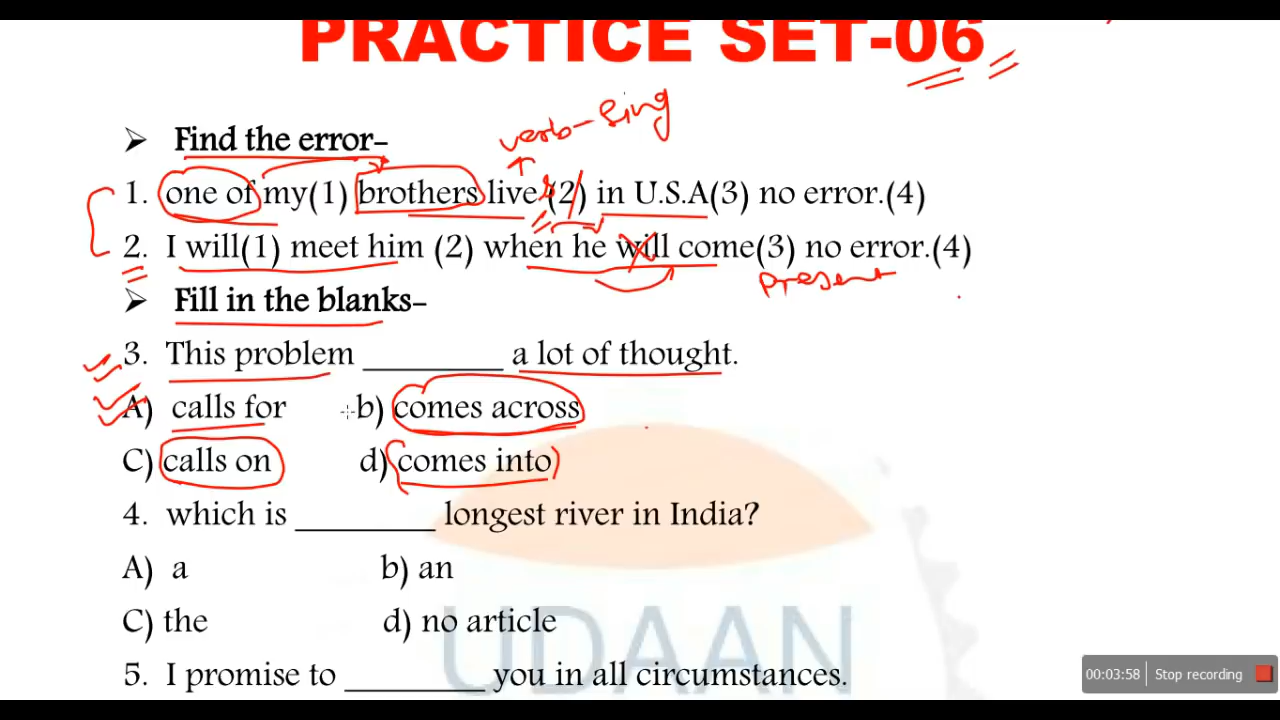 PRACTICE SET-06
verb - Sing
➢ Find the error-
1. one of my(1) brothers lives (2) in U.S.A(3) no error.(4)
2. I will(1) meet him (2) when he will come(3) no error.(4)
present
➢ Fill in the blanks-
3. This problem ________ a lot of thought.
A) calls for b) comes across
C) calls on d) comes into
4. which is ________ longest river in India?
A) a b) an
C) the d) no article
UDAAN
5. I promise to ________ you in all circumstances.
00:03:58 Stop recording